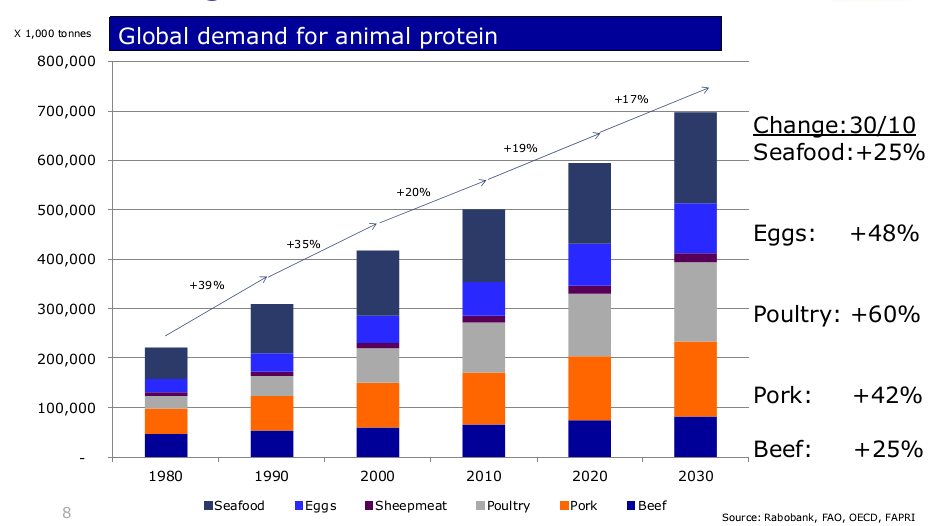 X 1,000 tonnes
Global demand for animal protein
800,000
700,000
600,000
500,000
400,000
300,000
200,000
100,000
-
+39%
+35%
+20%
+19%
+17%
1980 1990 2000 2010 2020 2030
Seafood Eggs Sheepmeat Poultry Pork Beef
Change:30/10
Seafood:+25%
Eggs: +48%
Poultry: +60%
Pork: +42%
Beef: +25%
8
Source: Rabobank, FAO, OECD, FAPRI